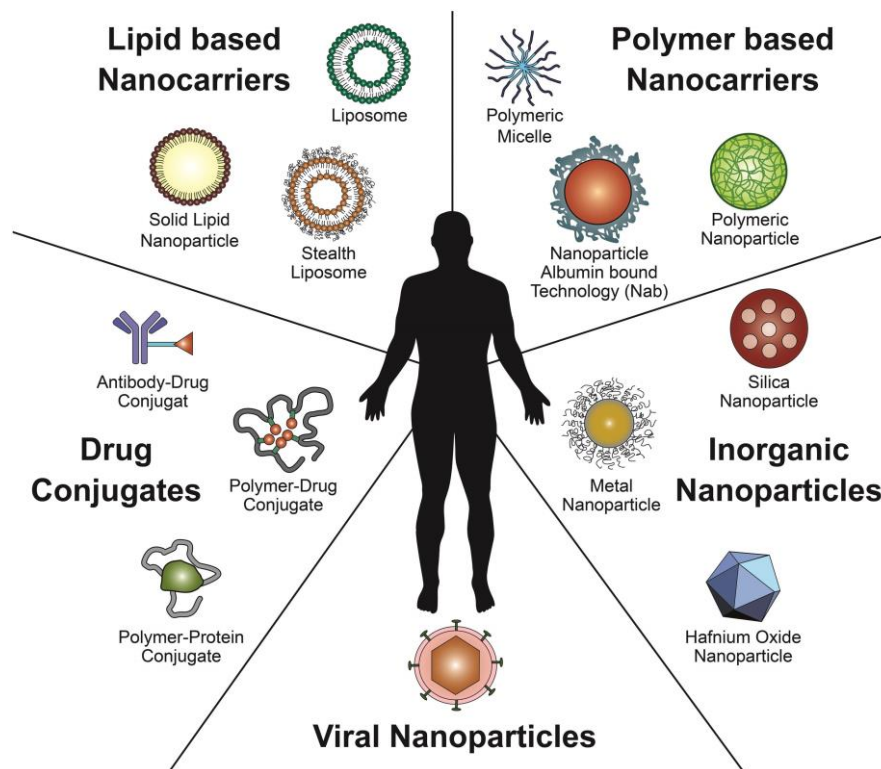 Lipid based
Nanocarriers
Liposome
Solid Lipid
Nanoparticle
Stealth
Liposome
Polymer based
Nanocarriers
Polymeric
Micelle
Nanoparticle
Albumin bound
Technology (Nab)
Polymeric
Nanoparticle
Antibody-Drug
Conjugat
Drug
Conjugates
Polymer-Drug
Conjugate
Polymer-Protein
Conjugate
Silica
Nanoparticle
Metal
Nanoparticle
Inorganic
Nanoparticles
Hafnium Oxide
Nanoparticle
Viral Nanoparticles